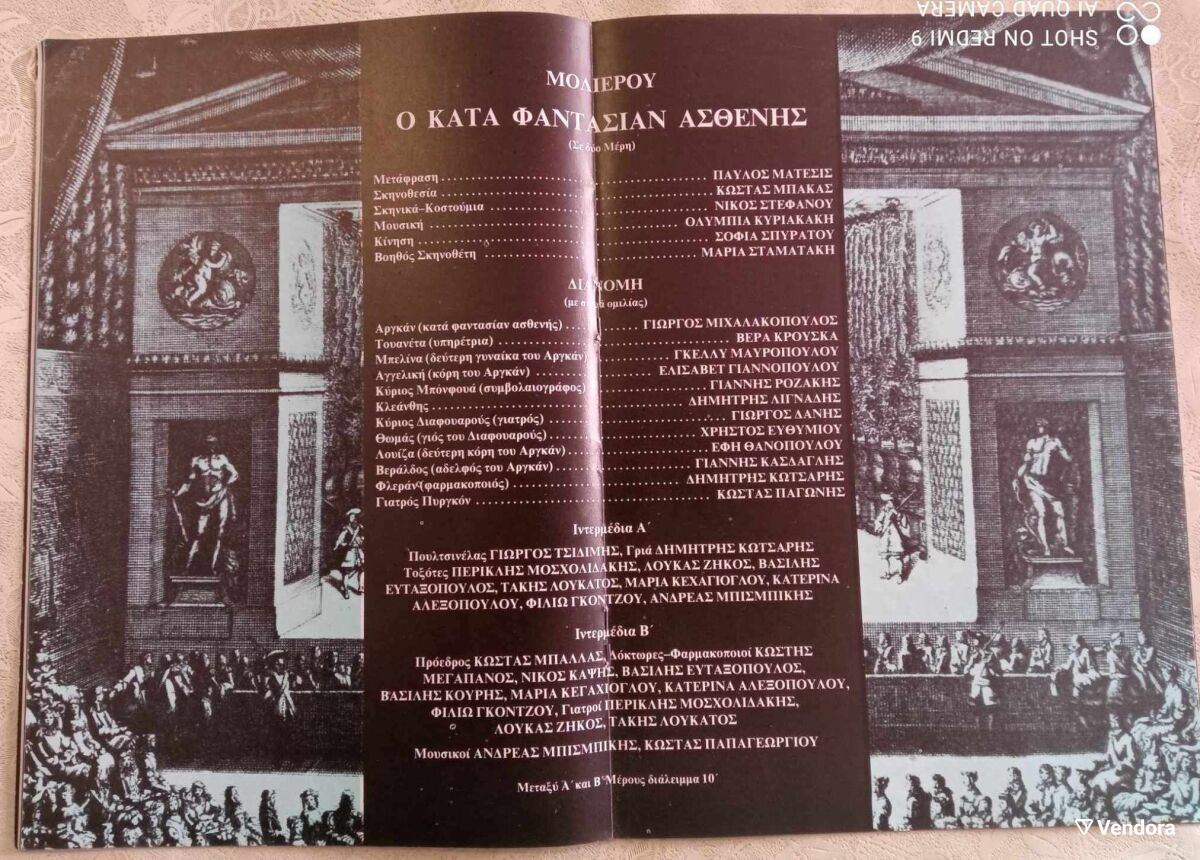 SHOT ON REDMI 9
AI QUAD CAMERA
ΜΟΛΙΕΡΟΥ
Ο ΚΑΤΑ ΦΑΝΤΑΣΙΑΝ ΑΣΘΕΝΗΣ
(Σε δύο Μέρη)
Μετάφραση ........ ΠΑΥΛΟΣ ΜΑΤΕΣΙΣ
Σκηνοθεσία ........ ΚΩΣΤΑΣ ΜΠΑΚΑΣ
Σκηνικά–Κοστούμια ........ ΝΙΚΟΣ ΣΤΕΦΑΝΟΥ
Μουσική ........ ΟΛΥΜΠΙΑ ΚΥΡΙΑΚΑΚΗ
Κίνηση ........ ΣΟΦΙΑ ΣΠΥΡΑΤΟΥ
Βοηθός Σκηνοθέτη ........ ΜΑΡΙΑ ΣΤΑΜΑΤΑΚΗ
ΔΙΑΝΟΜΗ
(με σειρά ομιλίας)
Αργκάν (κατά φαντασίαν ασθενής) ........ ΓΙΩΡΓΟΣ ΜΙΧΑΛΑΚΟΠΟΥΛΟΣ
Τουανέτα (υπηρέτρια) ........ ΒΕΡΑ ΚΡΟΥΣΚΑ
Μπελίνα (δεύτερη γυναίκα του Αργκάν) ........ ΓΚΕΛΛΥ ΜΑΥΡΟΠΟΥΛΟΥ
Αγγελική (κόρη του Αργκάν) ........ ΕΛΙΣΑΒΕΤ ΓΙΑΝΝΟΠΟΥΛΟΥ
Κύριος Μπόνφουά (συμβολαιογράφος) ........ ΓΙΑΝΝΗΣ ΡΟΖΑΚΗΣ
Κλεάνθης ........ ΔΗΜΗΤΡΗΣ ΛΙΓΝΑΔΗΣ
Κύριος Διαφουαρούς (γιατρός) ........ ΓΙΩΡΓΟΣ ΔΑΝΗΣ
Θωμάς (γιός του Διαφουαρούς) ........ ΧΡΗΣΤΟΣ ΕΥΘΥΜΙΟΥ
Λουίζα (δεύτερη κόρη του Αργκάν) ........ ΕΦΗ ΘΑΝΟΠΟΥΛΟΥ
Βεράλδος (αδελφός του Αργκάν) ........ ΓΙΑΝΝΗΣ ΚΑΣΔΑΓΛΗΣ
Φλεράν (φαρμακοποιός) ........ ΔΗΜΗΤΡΗΣ ΚΩΤΣΑΡΗΣ
Γιατρός Πυργκόν ........ ΚΩΣΤΑΣ ΠΑΓΩΝΗΣ
Ιντερμέδια Α΄
Πουλτσινέλας ΓΙΩΡΓΟΣ ΤΣΙΔΙΜΗΣ, Γριά ΔΗΜΗΤΡΗΣ ΚΩΤΣΑΡΗΣ
Τοξότες ΠΕΡΙΚΛΗΣ ΜΟΣΧΟΛΙΔΑΚΗΣ, ΛΟΥΚΑΣ ΖΗΚΟΣ, ΒΑΣΙΛΗΣ
ΕΥΤΑΞΟΠΟΥΛΟΣ, ΤΑΚΗΣ ΛΟΥΚΑΤΟΣ, ΜΑΡΙΑ ΚΕΧΑΓΙΟΓΛΟΥ, ΚΑΤΕΡΙΝΑ
ΑΛΕΞΟΠΟΥΛΟΥ, ΦΙΛΙΩ ΓΚΟΝΤΖΟΥ, ΑΝΔΡΕΑΣ ΜΠΙΣΜΠΙΚΗΣ
Ιντερμέδια Β΄
Πρόεδρος ΚΩΣΤΑΣ ΜΠΑΛΛΑΣ, Δόκτωρες–Φαρμακοποιοί ΚΩΣΤΗΣ
ΜΕΓΑΠΑΝΟΣ, ΝΙΚΟΣ ΚΑΨΗΣ, ΒΑΣΙΛΗΣ ΕΥΤΑΞΟΠΟΥΛΟΣ,
ΒΑΣΙΛΗΣ ΚΟΥΡΗΣ, ΜΑΡΙΑ ΚΕΓΑΧΙΟΓΛΟΥ, ΚΑΤΕΡΙΝΑ ΑΛΕΞΟΠΟΥΛΟΥ,
ΦΙΛΙΩ ΓΚΟΝΤΖΟΥ, Γιατροί ΠΕΡΙΚΛΗΣ ΜΟΣΧΟΛΙΔΑΚΗΣ,
ΛΟΥΚΑΣ ΖΗΚΟΣ, ΤΑΚΗΣ ΛΟΥΚΑΤΟΣ
Μουσικοί ΑΝΔΡΕΑΣ ΜΠΙΣΜΠΙΚΗΣ, ΚΩΣΤΑΣ ΠΑΠΑΓΕΩΡΓΙΟΥ
Μεταξύ Α΄ και Β΄ Μέρους διάλειμμα 10΄
Vendora